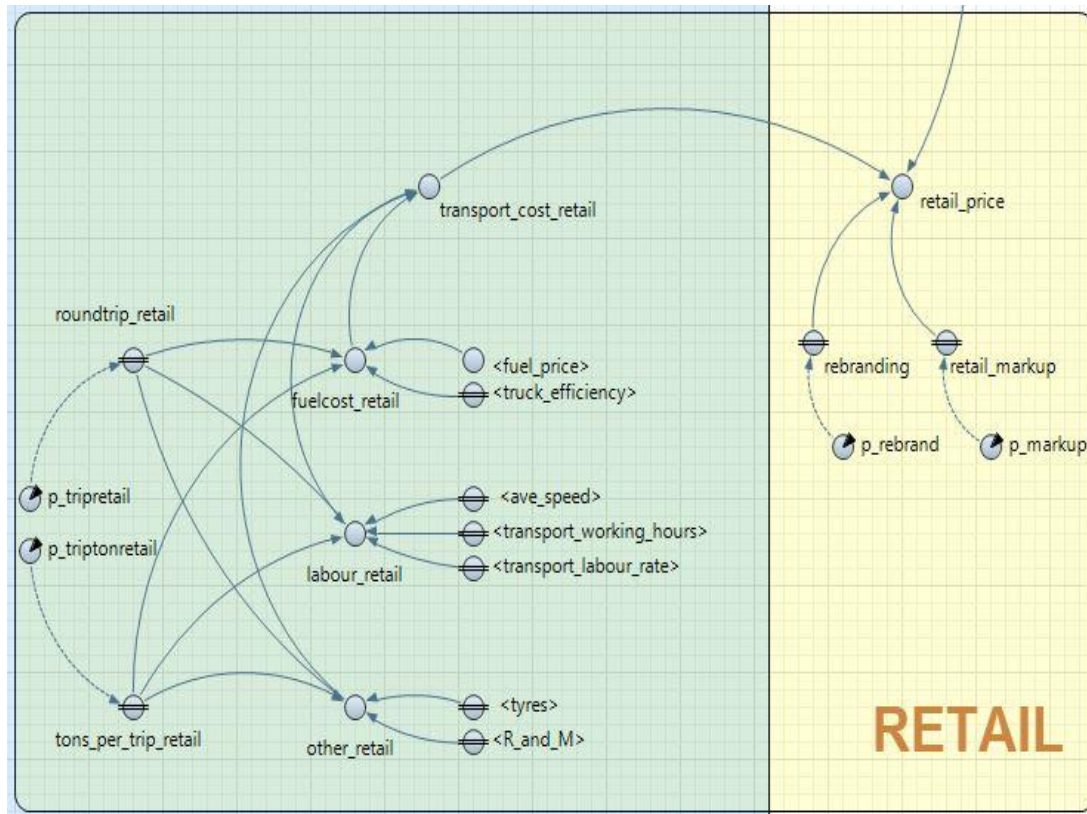 transport_cost_retail
retail_price
roundtrip_retail
<fuel_price>
<truck_efficiency>
fuelcost_retail
rebranding
retail_markup
p_rebrand
p_markup
p_tripretail
p_triptonretail
<ave_speed>
<transport_working_hours>
<transport_labour_rate>
labour_retail
<tyres>
<R_and_M>
tons_per_trip_retail
other_retail
RETAIL